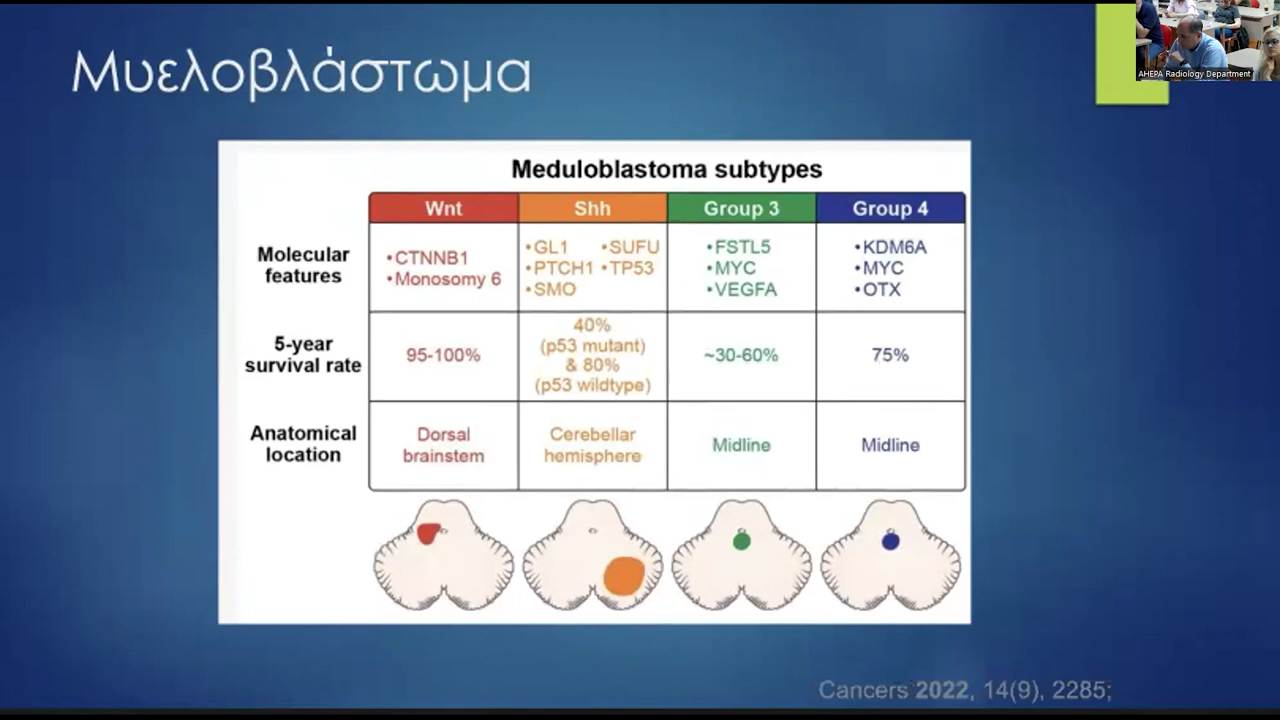 Μυελοβλάστωμα
AHEPA Radiology Department
Meduloblastoma subtypes
Wnt
Shh
Group 3
Group 4
Molecular
features
•CTNNB1
•Monosomy 6
•GL1 •SUFU
•PTCH1 •TP53
•SMO
•FSTL5
•MYC
•VEGFA
•KDM6A
•MYC
•OTX
5-year
survival rate
95-100%
40%
(p53 mutant)
& 80%
(p53 wildtype)
~30-60%
75%
Anatomical
location
Dorsal
brainstem
Cerebellar
hemisphere
Midline
Midline
Cancers 2022, 14(9), 2285;